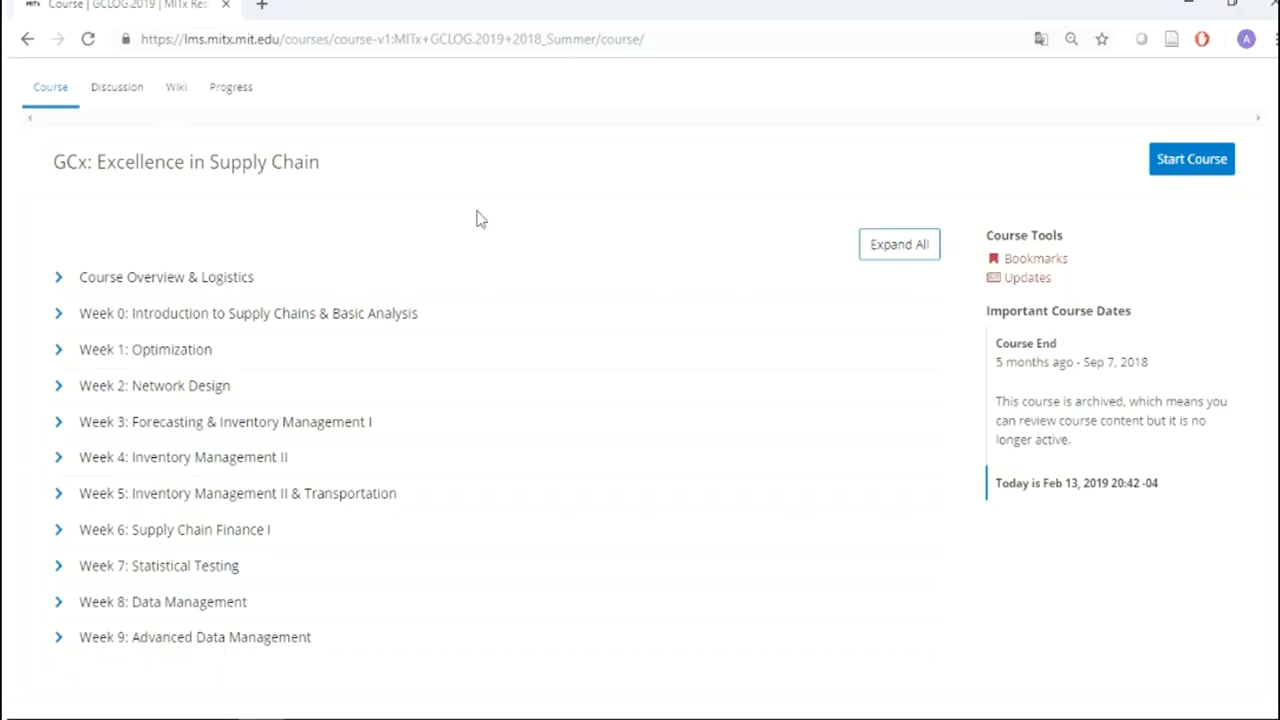 MITx Course | GCLOG.2019 | MITx Res
https://lms.mitx.mit.edu/courses/course-v1:MITx+GCLOG.2019+2018_Summer/course/
A
Course Discussion Wiki Progress
GCx: Excellence in Supply Chain
Start Course
Expand All
Course Overview & Logistics
Week 0: Introduction to Supply Chains & Basic Analysis
Week 1: Optimization
Week 2: Network Design
Week 3: Forecasting & Inventory Management I
Week 4: Inventory Management II
Week 5: Inventory Management II & Transportation
Week 6: Supply Chain Finance I
Week 7: Statistical Testing
Week 8: Data Management
Week 9: Advanced Data Management
Course Tools
Bookmarks
Updates
Important Course Dates
Course End
5 months ago - Sep 7, 2018
This course is archived, which means you
can review course content but it is no
longer active.
Today is Feb 13, 2019 20:42 -04